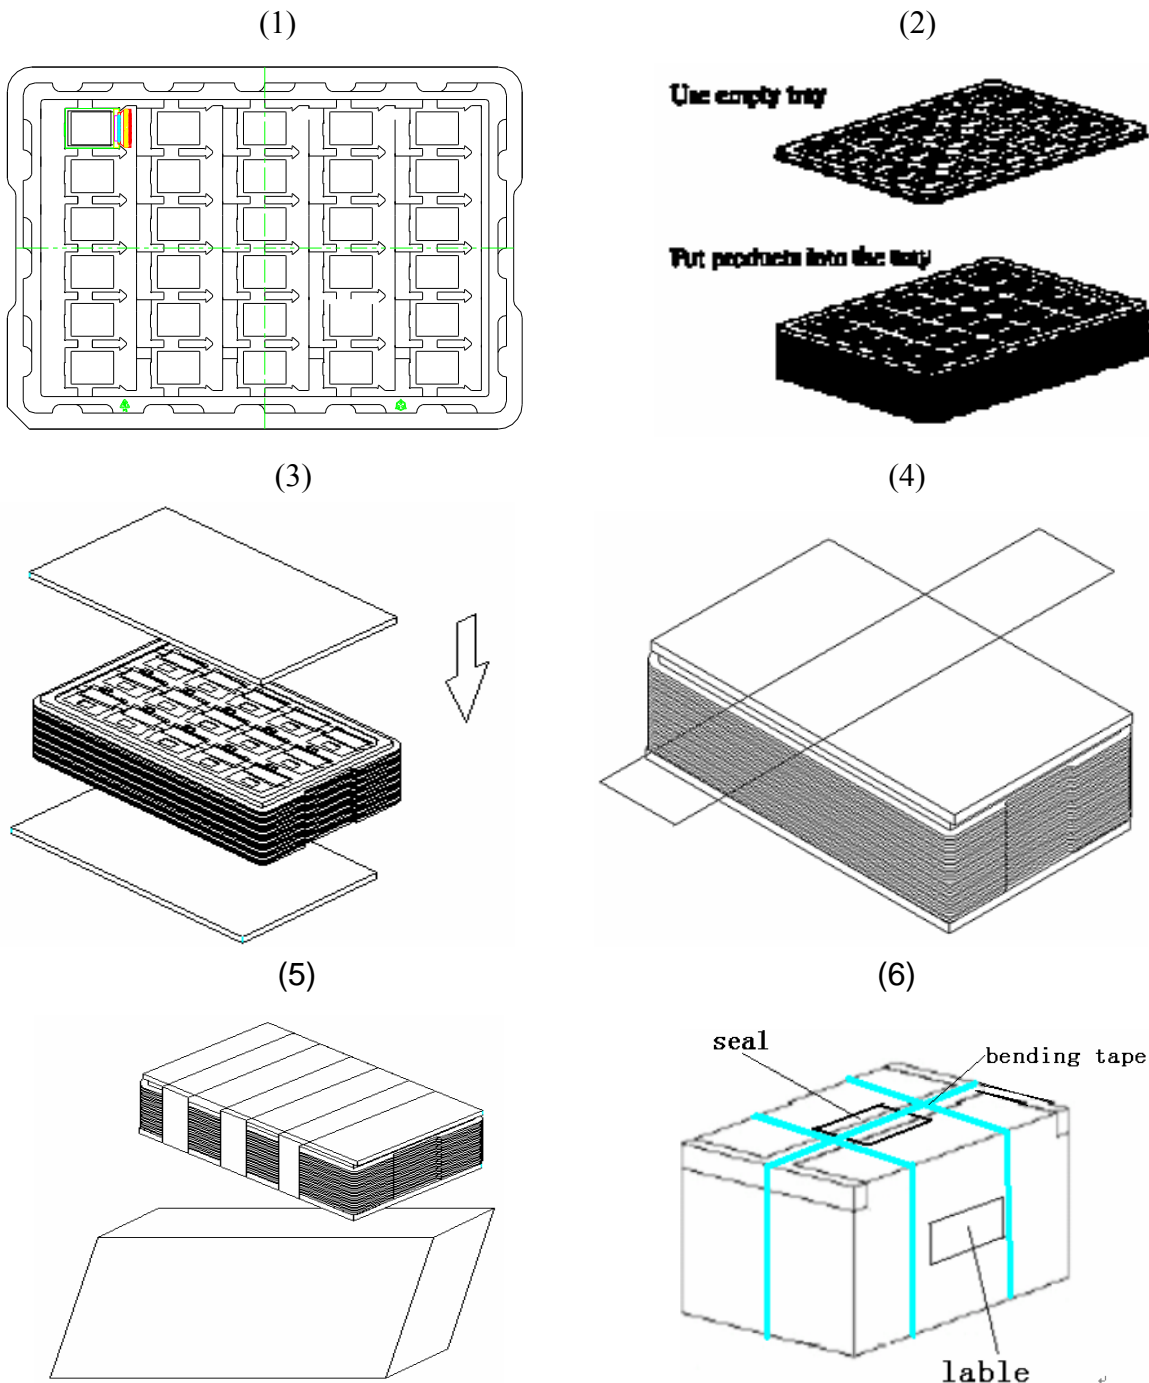 (1)
(2)
Use empty tray
Put products into the tray
(3)
(4)
(5)
(6)
seal
bending tape
lable